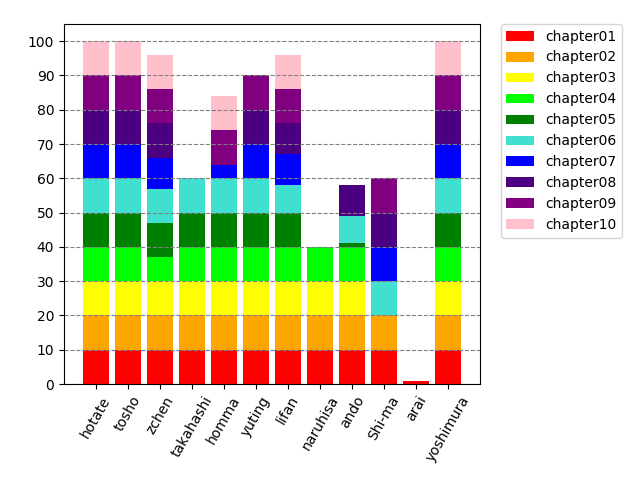 100
90
80
70
60
50
40
30
20
10
0
hotate
tosho
zchen
takahashi
homma
yuting
lifan
naruhisa
ando
Shi-ma
arai
yoshimura
chapter01
chapter02
chapter03
chapter04
chapter05
chapter06
chapter07
chapter08
chapter09
chapter10